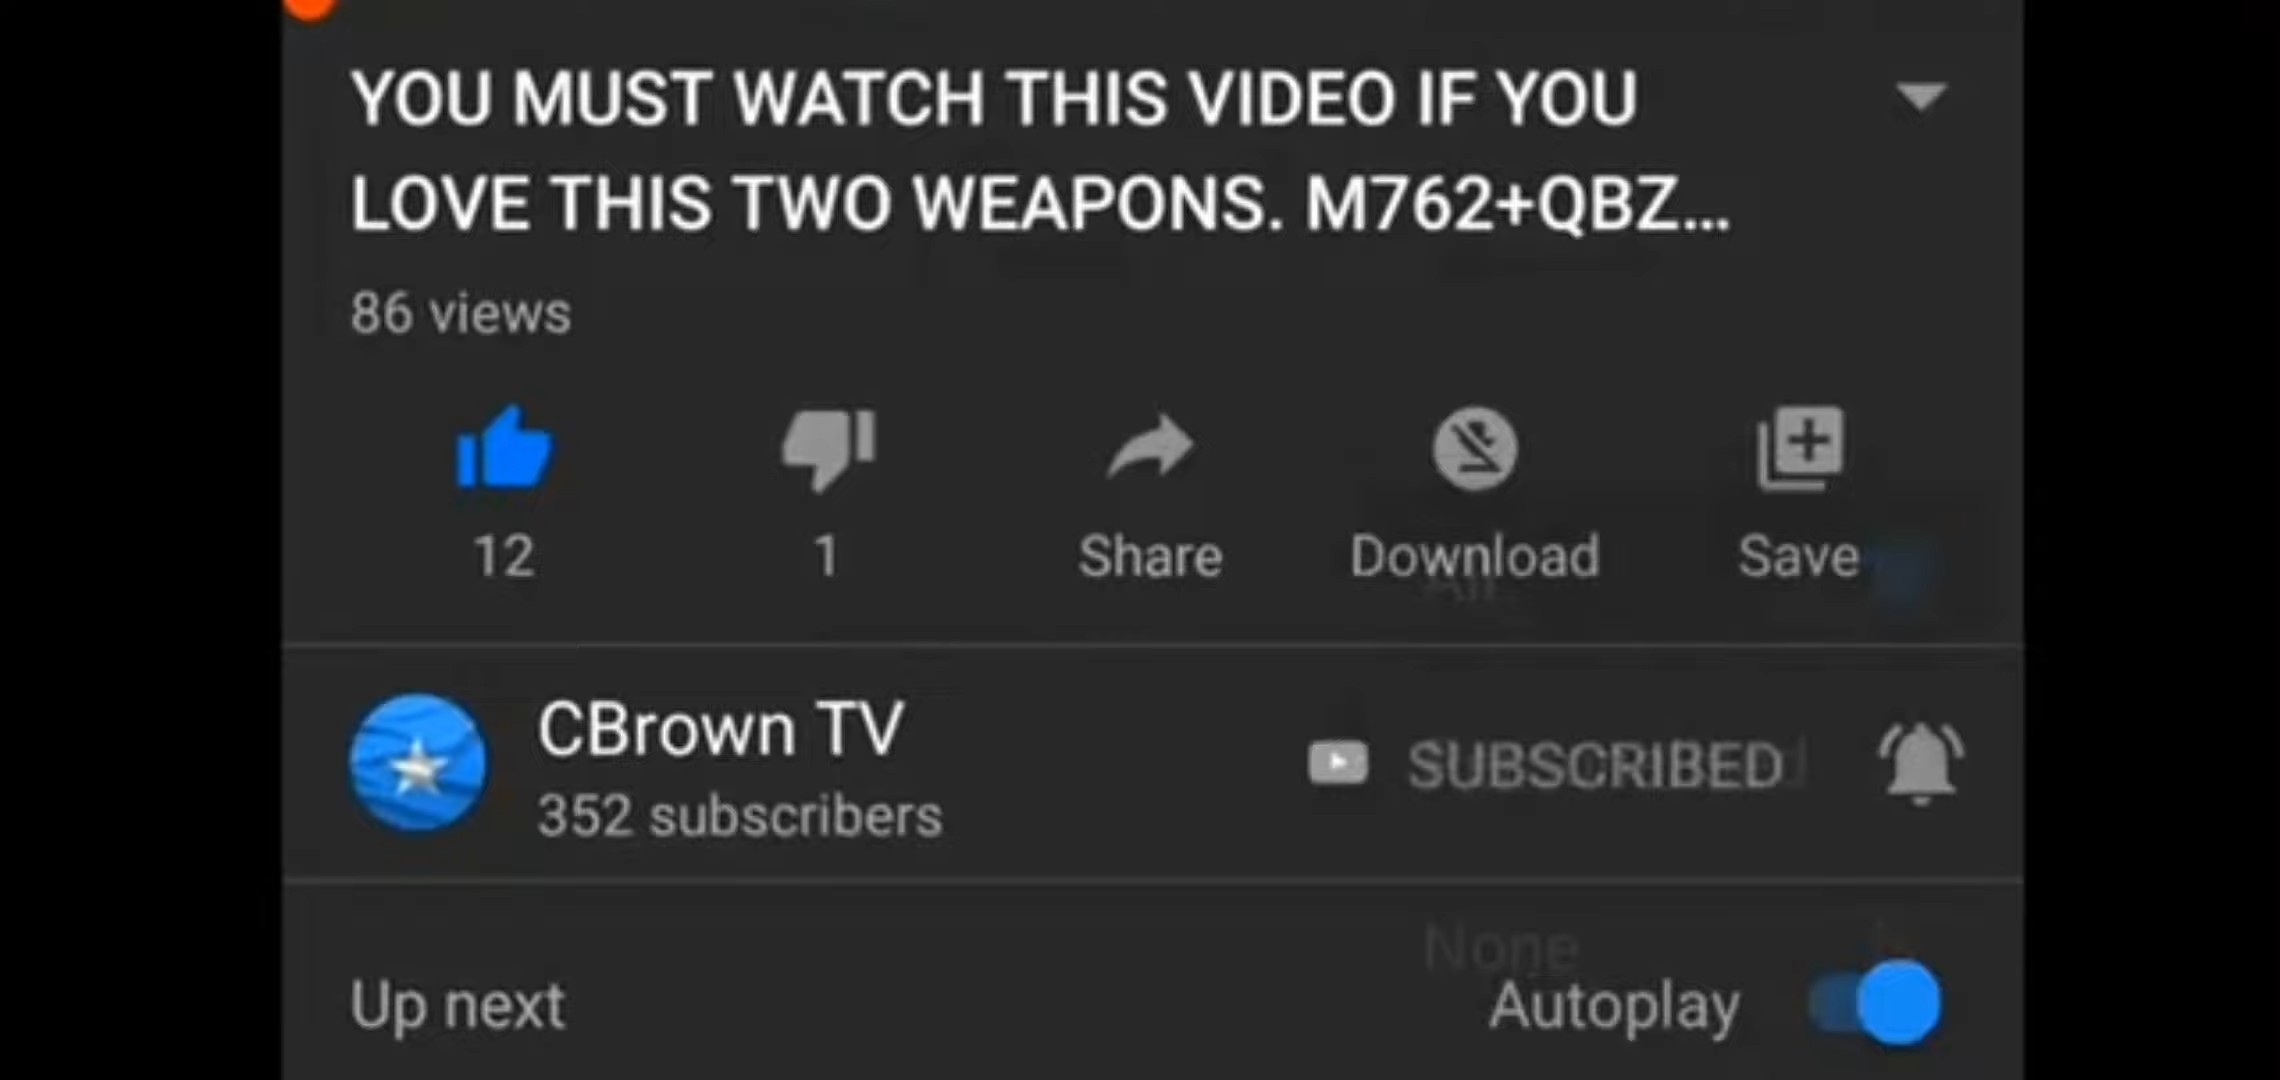 YOU MUST WATCH THIS VIDEO IF YOU
LOVE THIS TWO WEAPONS. M762+QBZ...
86 views
12
1
Share
Download
Save
All
CBrown TV
352 subscribers
SUBSCRIBED
None
Up next
Autoplay